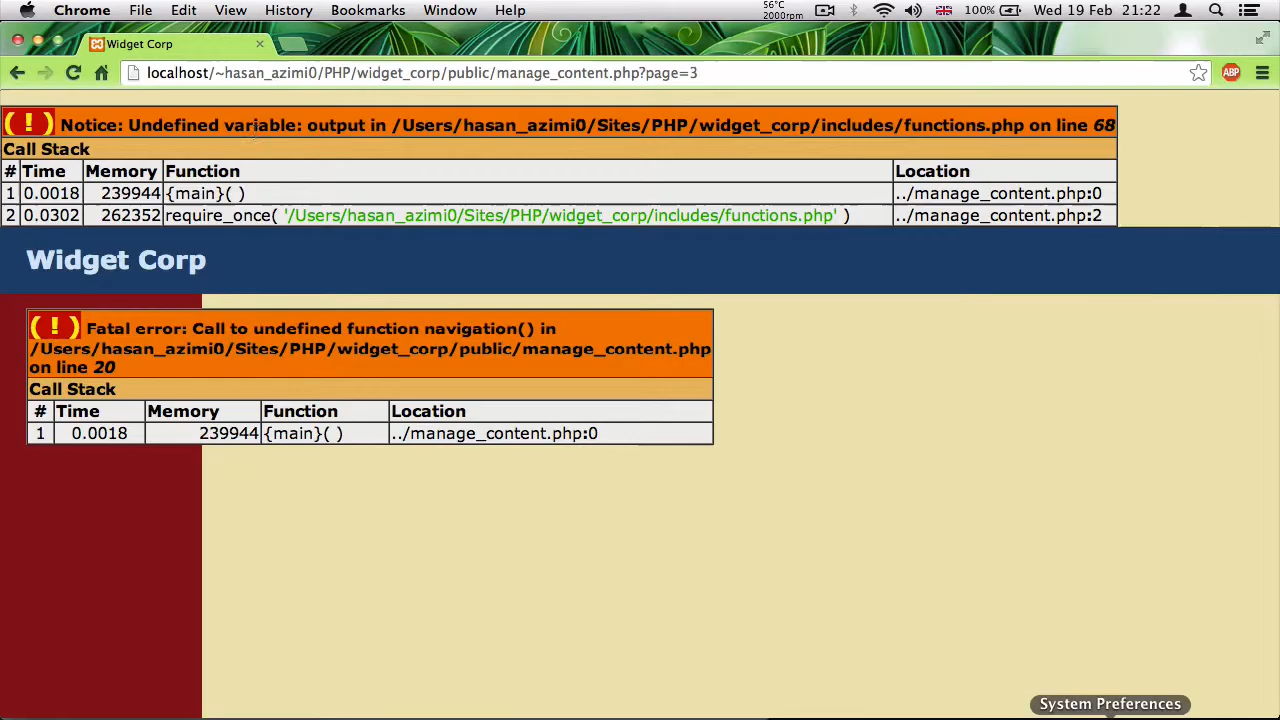 Chrome File Edit View History Bookmarks Window Help 56°C 2000rpm 100% Wed 19 Feb 21:22
Widget Corp
localhost/~hasan_azimi0/PHP/widget_corp/public/manage_content.php?page=3 ABP
( ! ) Notice: Undefined variable: output in /Users/hasan_azimi0/Sites/PHP/widget_corp/includes/functions.php on line 68
Call Stack
# Time Memory Function Location
1 0.0018 239944 {main}( ) ../manage_content.php:0
2 0.0302 262352 require_once( '/Users/hasan_azimi0/Sites/PHP/widget_corp/includes/functions.php' ) ../manage_content.php:2
Widget Corp
( ! ) Fatal error: Call to undefined function navigation() in
/Users/hasan_azimi0/Sites/PHP/widget_corp/public/manage_content.php
on line 20
Call Stack
# Time Memory Function Location
1 0.0018 239944 {main}( ) ../manage_content.php:0
System Preferences